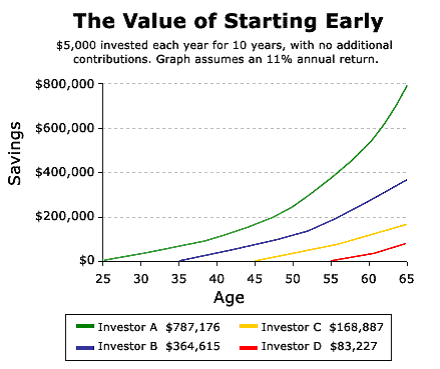 The Value of Starting Early
$5,000 invested each year for 10 years, with no additional
contributions. Graph assumes an 11% annual return.
Savings
$800,000
$600,000
$400,000
$200,000
$0
25 30 35 40 45 50 55 60 65
Age
Investor A $787,176
Investor C $168,887
Investor B $364,615
Investor D $83,227